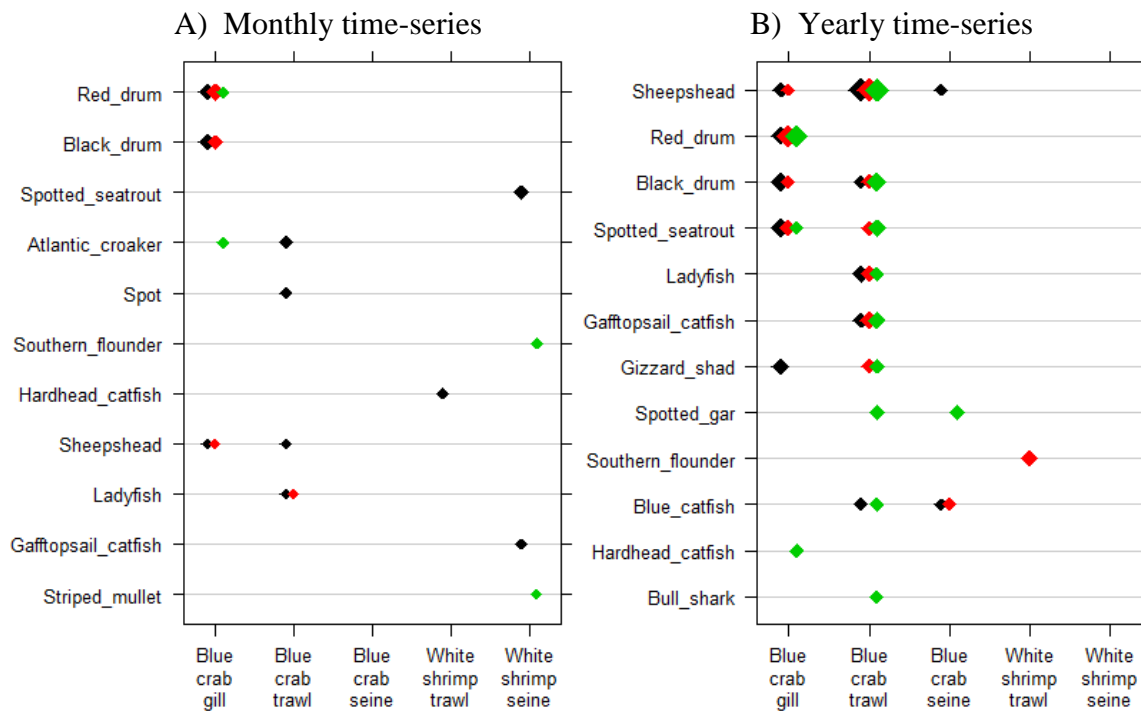 A) Monthly time-series
B) Yearly time-series
Red_drum
Black_drum
Spotted_seatrout
Atlantic_croaker
Spot
Southern_flounder
Hardhead_catfish
Sheepshead
Ladyfish
Gafftopsail_catfish
Striped_mullet
Blue crab gill
Blue crab trawl
Blue crab seine
White shrimp trawl
White shrimp seine
Sheepshead
Red_drum
Black_drum
Spotted_seatrout
Ladyfish
Gafftopsail_catfish
Gizzard_shad
Spotted_gar
Southern_flounder
Blue_catfish
Hardhead_catfish
Bull_shark
Blue crab gill
Blue crab trawl
Blue crab seine
White shrimp trawl
White shrimp seine